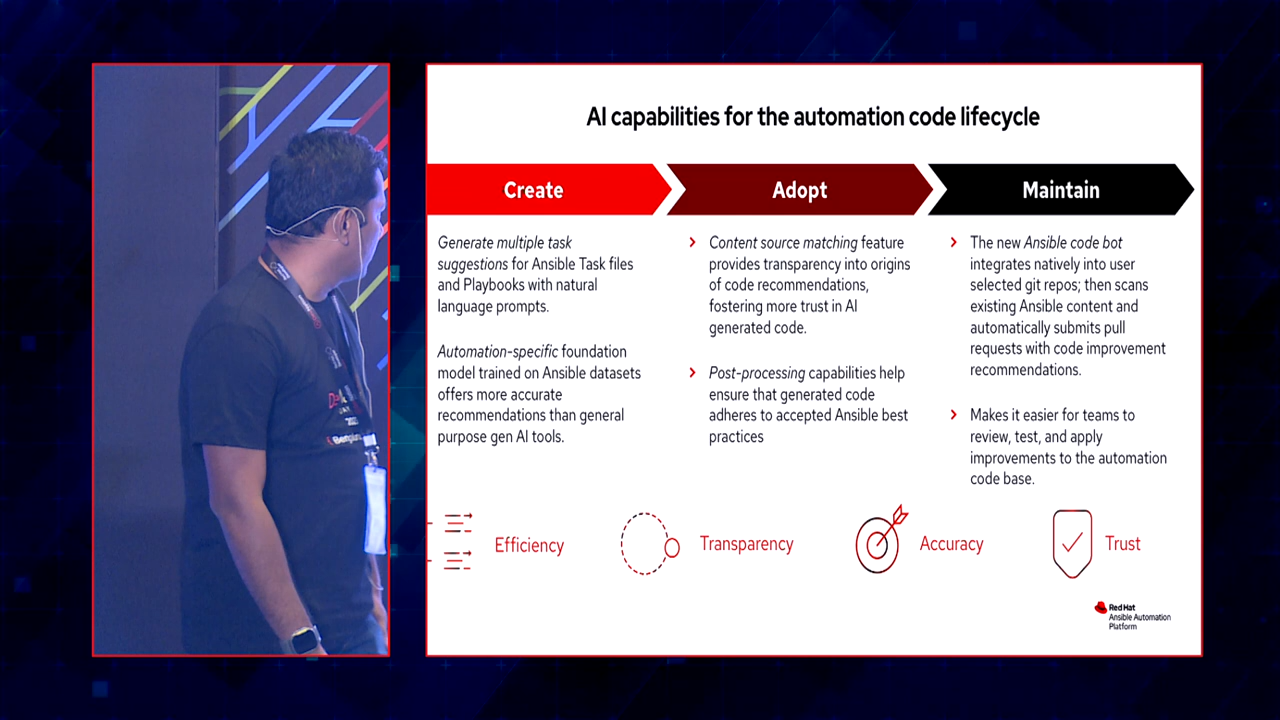 AI capabilities for the automation code lifecycle
Create
Adopt
Maintain
Generate multiple task
suggestions for Ansible Task files
and Playbooks with natural
language prompts.
Automation-specific foundation
model trained on Ansible datasets
offers more accurate
recommendations than general
purpose gen AI tools.
Content source matching feature
provides transparency into origins
of code recommendations,
fostering more trust in AI
generated code.
Post-processing capabilities help
ensure that generated code
adheres to accepted Ansible best
practices
The new Ansible code bot
integrates natively into user
selected git repos; then scans
existing Ansible content and
automatically submits pull
requests with code improvement
recommendations.
Makes it easier for teams to
review, test, and apply
improvements to the automation
code base.
Efficiency
Transparency
Accuracy
Trust
Red Hat
Ansible Automation
Platform